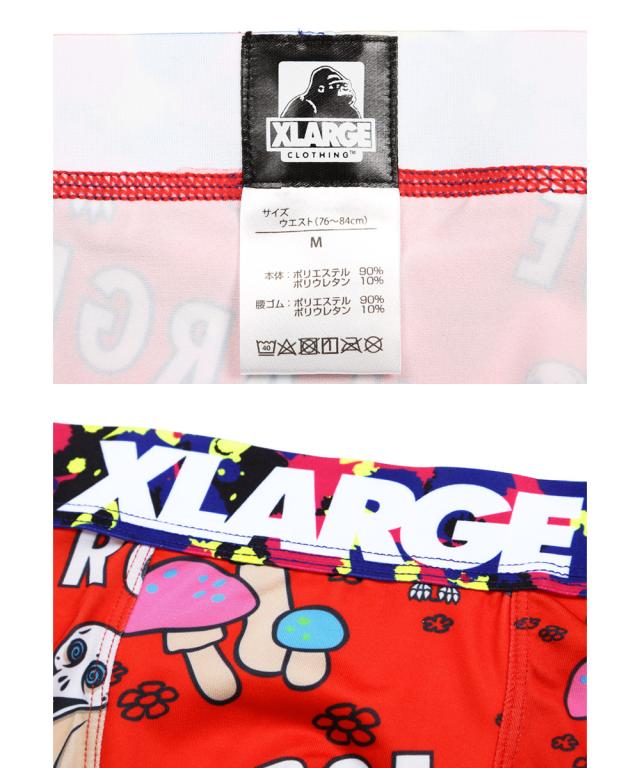 XLARGE
CLOTHING™
サイズ
ウエスト(76〜84cm)
M
本体：ポリエステル 90%
ポリウレタン 10%
腰ゴム：ポリエステル 90%
ポリウレタン 10%
40
XLARGE
R